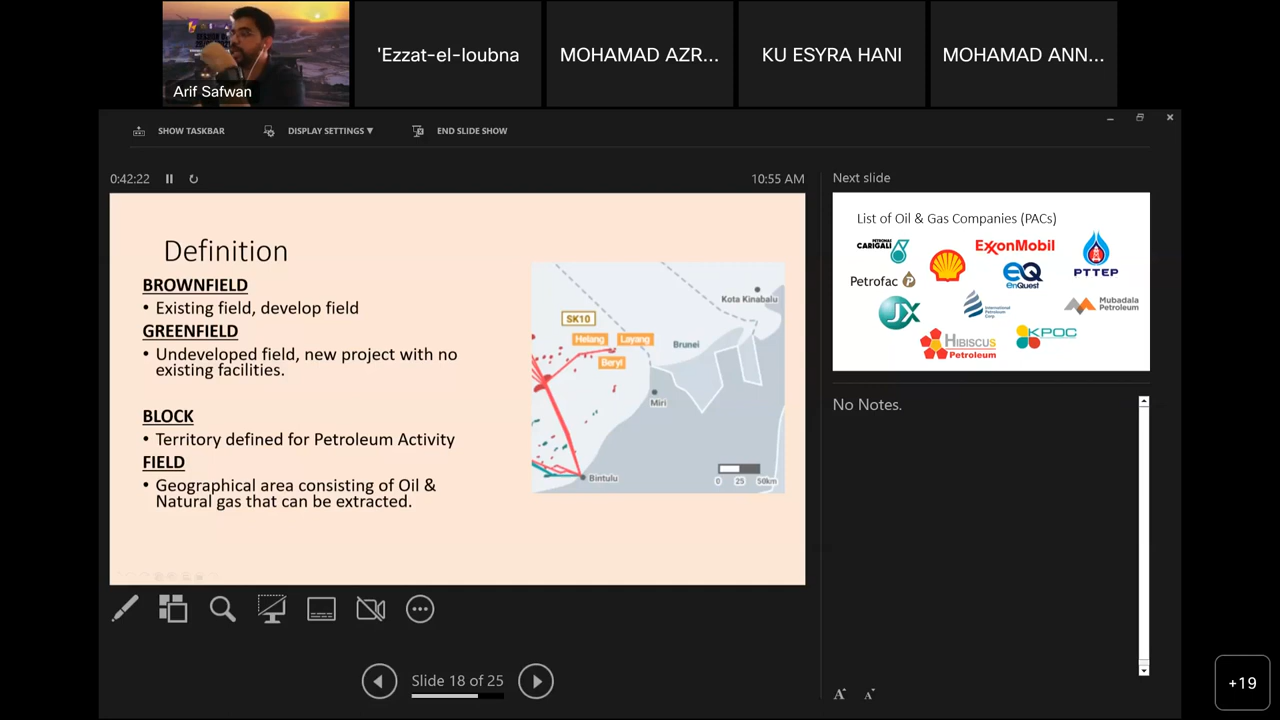 Arif Safwan
'Ezzat-el-loubna
MOHAMAD AZR...
KU ESYRA HANI
MOHAMAD ANN...
SHOW TASKBAR
DISPLAY SETTINGS ▼
END SLIDE SHOW
0:42:22
10:55 AM
Definition
BROWNFIELD
• Existing field, develop field
GREENFIELD
• Undeveloped field, new project with no
existing facilities.
BLOCK
• Territory defined for Petroleum Activity
FIELD
• Geographical area consisting of Oil &
Natural gas that can be extracted.
Kota Kinabalu
SK10
Helang
Layang
Brunei
Beryl
Miri
Bintulu
0 25 50km
Next slide
List of Oil & Gas Companies (PACs)
PETRONAS
CARIGALI
ExxonMobil
PTTEP
Petrofac
eQ
EnQuest
JX
International
Petroleum
Corp
Mubadala
Petroleum
HIBISCUS
Petroleum
KPOC
No Notes.
Slide 18 of 25
A A
+19